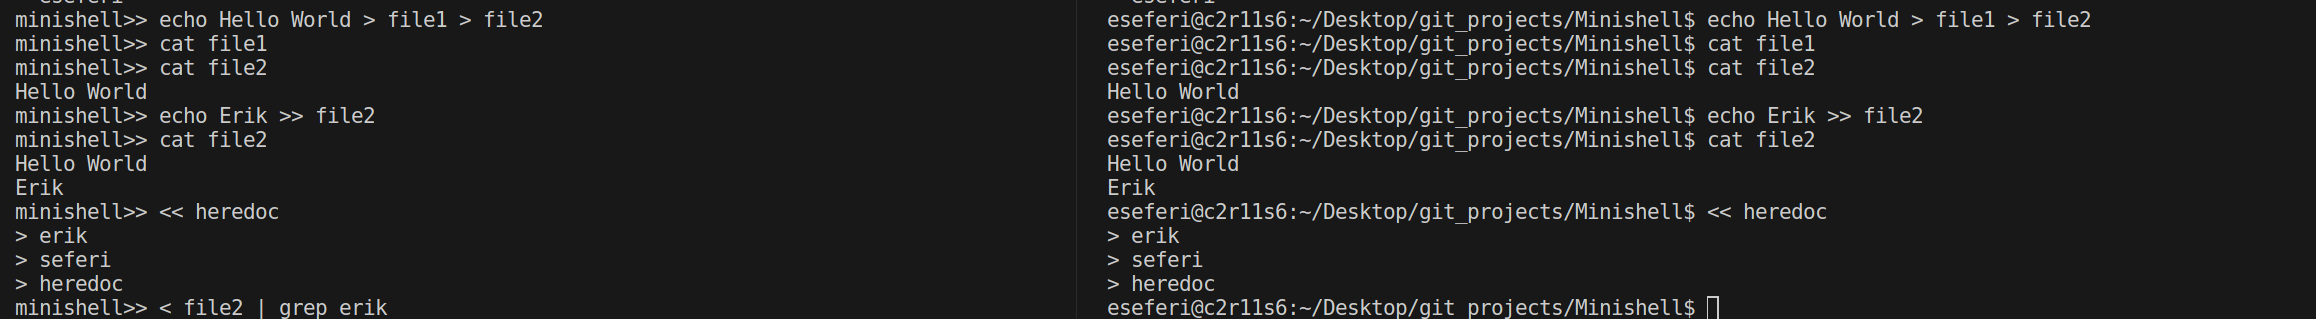 eseferi
minishell>> echo Hello World > file1 > file2
minishell>> cat file1
minishell>> cat file2
Hello World
minishell>> echo Erik >> file2
minishell>> cat file2
Hello World
Erik
minishell>> << heredoc
> erik
> seferi
> heredoc
minishell>> < file2 | grep erik
eseferi
eseferi@c2r11s6:~/Desktop/git_projects/Minishell$ echo Hello World > file1 > file2
eseferi@c2r11s6:~/Desktop/git_projects/Minishell$ cat file1
eseferi@c2r11s6:~/Desktop/git_projects/Minishell$ cat file2
Hello World
eseferi@c2r11s6:~/Desktop/git_projects/Minishell$ echo Erik >> file2
eseferi@c2r11s6:~/Desktop/git_projects/Minishell$ cat file2
Hello World
Erik
eseferi@c2r11s6:~/Desktop/git_projects/Minishell$ << heredoc
> erik
> seferi
> heredoc
eseferi@c2r11s6:~/Desktop/git_projects/Minishell$